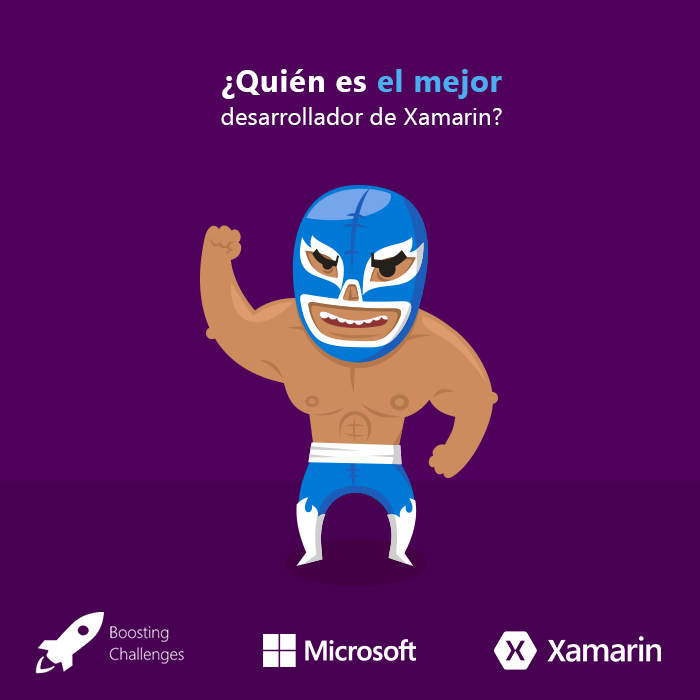 ¿Quién es el mejor
desarrollador de Xamarin?
Boosting
Challenges
Microsoft
Xamarin